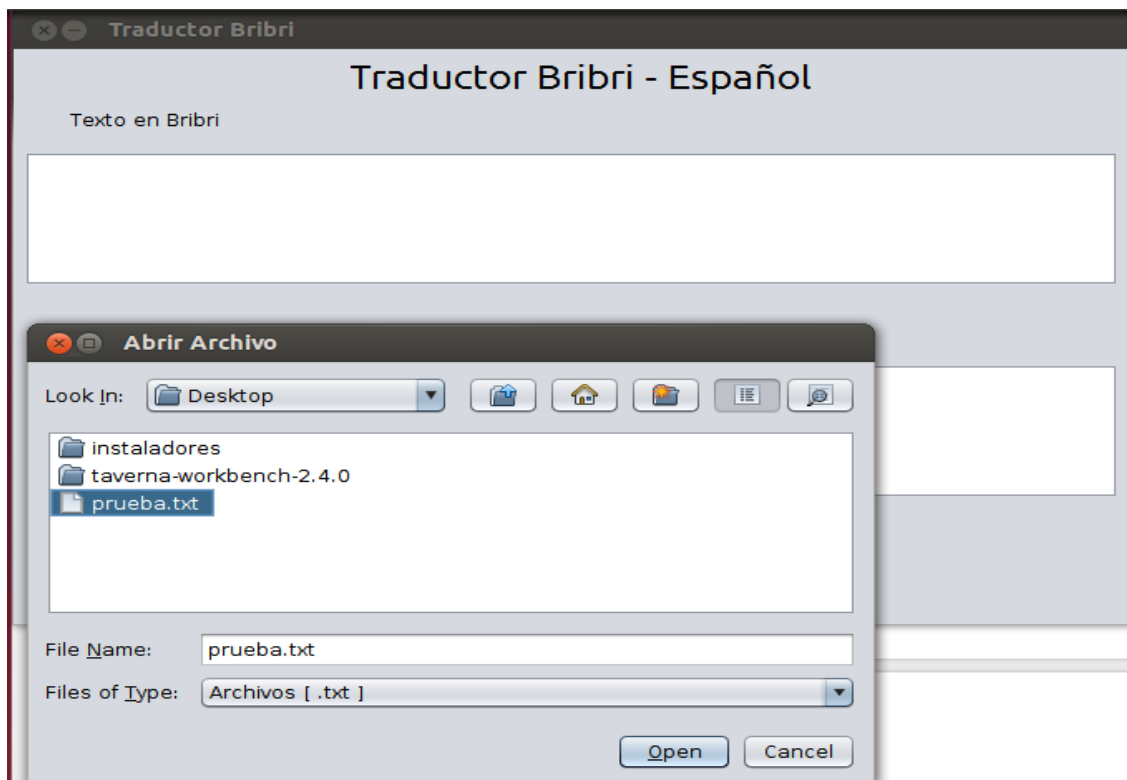 Traductor Bribri
Traductor Bribri - Español
Texto en Bribri
Abrir Archivo
Look In: Desktop
instaladores
taverna-workbench-2.4.0
prueba.txt
File Name: prueba.txt
Files of Type: Archivos [ .txt ]
Open Cancel